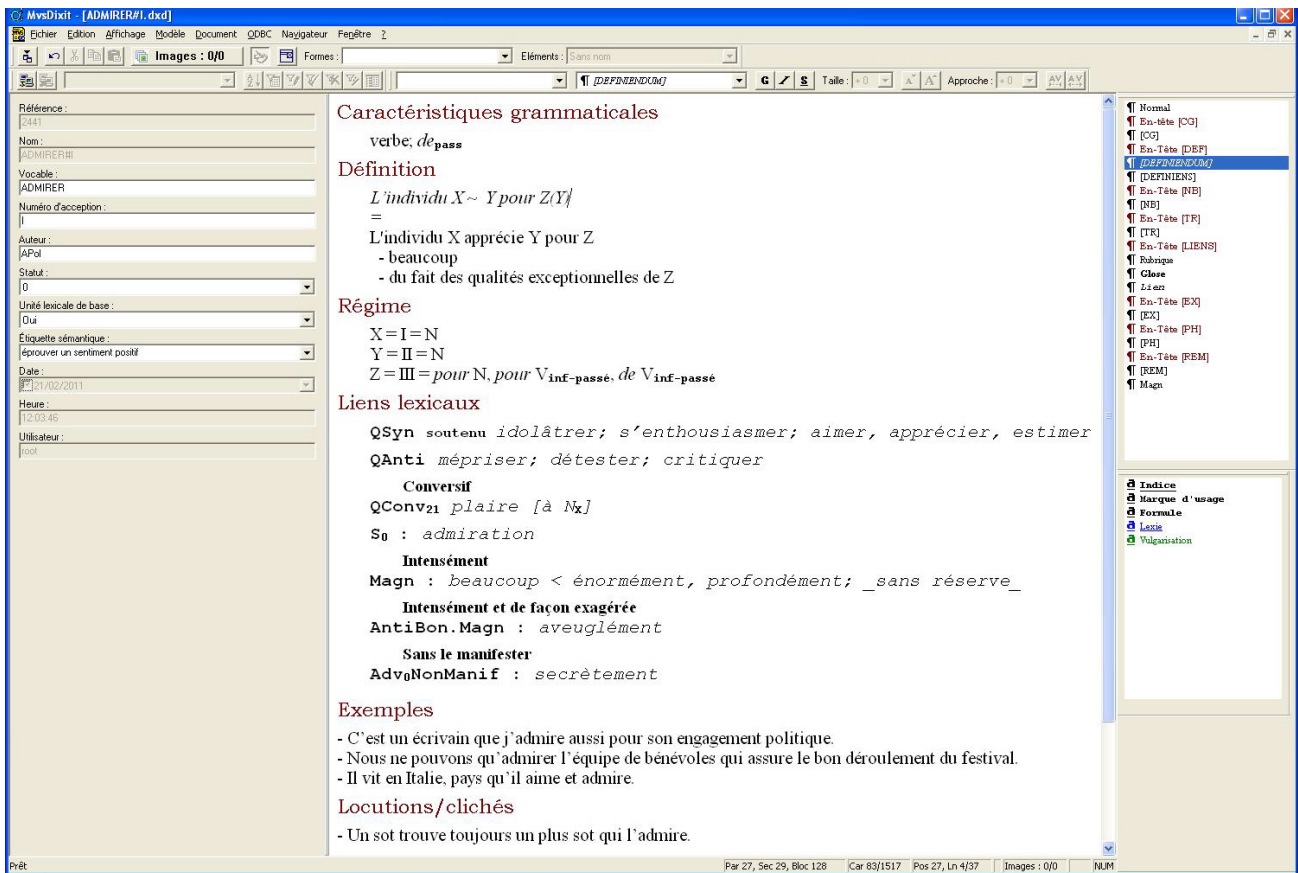 MvsDixit - [ADMIRER#I.dxd]
Fichier Edition Affichage Modèle Document ODBC Navigateur Fenêtre ?
Images : 0/0 Formes : Eléments : Sans nom
¶ [DEFINIENDUM] G I S Taille : +0 A A Approche : +0 AV AV
Référence :
2441
Nom :
ADMIRER#I
Vocable :
ADMIRER
Numéro d'acception :
I
Auteur :
APol
Statut :
0
Unité lexicale de base :
Oui
Étiquette sémantique :
éprouver un sentiment positif
Date :
21/02/2011
Heure :
12:03:46
Utilisateur :
root
Caractéristiques grammaticales
verbe; de pass
Définition
L'individu X ~ Y pour Z(Y)
=
L'individu X apprécie Y pour Z
- beaucoup
- du fait des qualités exceptionnelles de Z
Régime
X = I = N
Y = II = N
Z = III = pour N, pour Vinf-passé, de Vinf-passé
Liens lexicaux
QSyn soutenu idolâtrer; s'enthousiasmer; aimer, apprécier, estimer
QAnti mépriser; détester; critiquer
Conversif
QConv21 plaire [à NX]
S0 : admiration
Intensément
Magn : beaucoup < énormément, profondément; _sans réserve_
Intensément et de façon exagérée
AntiBon.Magn : aveuglément
Sans le manifester
Adv0NonManif : secrètement
Exemples
- C'est un écrivain que j'admire aussi pour son engagement politique.
- Nous ne pouvons qu'admirer l'équipe de bénévoles qui assure le bon déroulement du festival.
- Il vit en Italie, pays qu'il aime et admire.
Locutions/clichés
- Un sot trouve toujours un plus sot qui l'admire.
¶ Normal
¶ En-tête [CG]
¶ [CG]
¶ En-Tête [DEF]
¶ [DEFINIENDUM]
¶ [DEFINIENS]
¶ En-Tête [NB]
¶ [NB]
¶ En-Tête [TR]
¶ [TR]
¶ En-Tête [LIENS]
¶ Rubrique
¶ Glose
¶ Lien
¶ En-Tête [EX]
¶ [EX]
¶ En-Tête [PH]
¶ [PH]
¶ En-Tête [REM]
¶ [REM]
¶ Magn
a Indice
a Marque d'usage
a Formule
a Lexie
a Vulgarisation
Prêt Par 27, Sec 29, Bloc 128 Car 83/1517 Pos 27, Ln 4/37 Images : 0/0 NUM